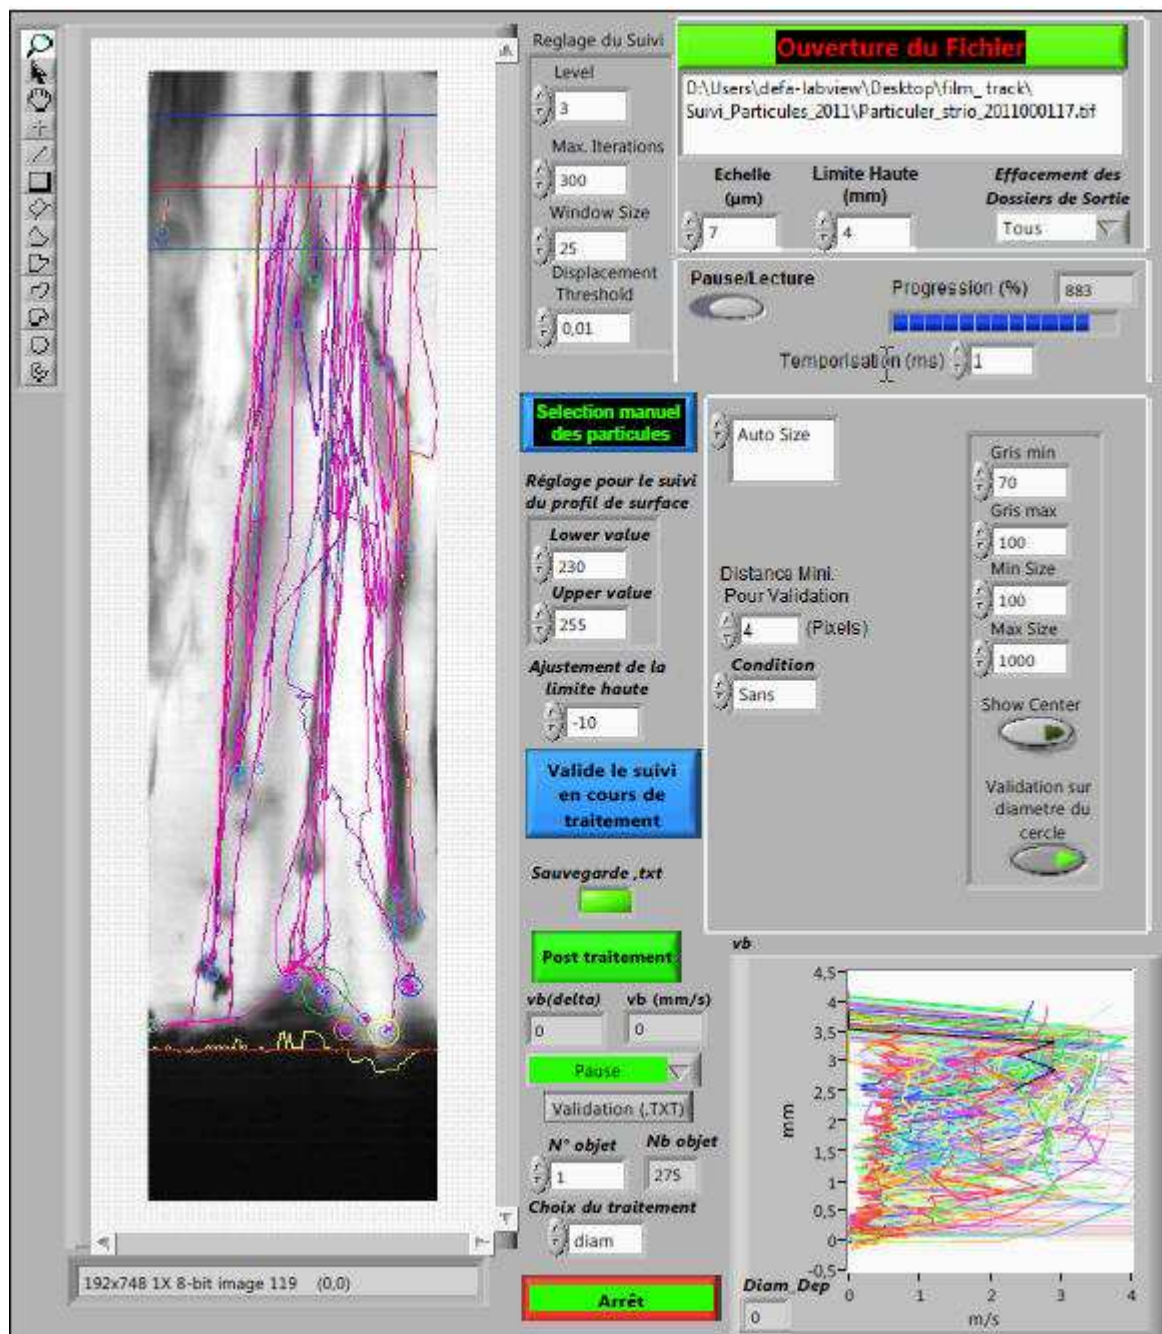 Reglage du Suivi
Level
3
Max. Iterations
300
Window Size
25
Displacement
Threshold
0,01
Ouverture du Fichier
D:\Users\defa-labview\Desktop\film_ track\
Suivi_Particules_2011\Particuler_strio_2011000117.tif
Echelle
(µm)
7
Limite Haute
(mm)
4
Effacement des
Dossiers de Sortie
Tous
Pause/Lecture
Progression (%)
883
Temporisation (ms)
1
Selection manuel
des particules
Réglage pour le suivi
du profil de surface
Lower value
230
Upper value
255
Ajustement de la
limite haute
-10
Valide le suivi
en cours de
traitement
Sauvegarde .txt
Auto Size
Distance Mini.
Pour Validation
4 (Pixels)
Condition
Sans
Gris min
70
Gris max
100
Min Size
100
Max Size
1000
Show Center
Validation sur
diametre du
cercle
Post traitement
vb(delta) vb (mm/s)
0 0
Pause
Validation (.TXT)
N° objet Nb objet
1 275
Choix du traitement
diam
Arrêt
vb
4,5
4
3,5
3
2,5
2
1,5
1
0,5
0
-0,5
mm
0 1 2 3 4
m/s
Diam_Dep
0
192x748 1X 8-bit image 119 (0,0)